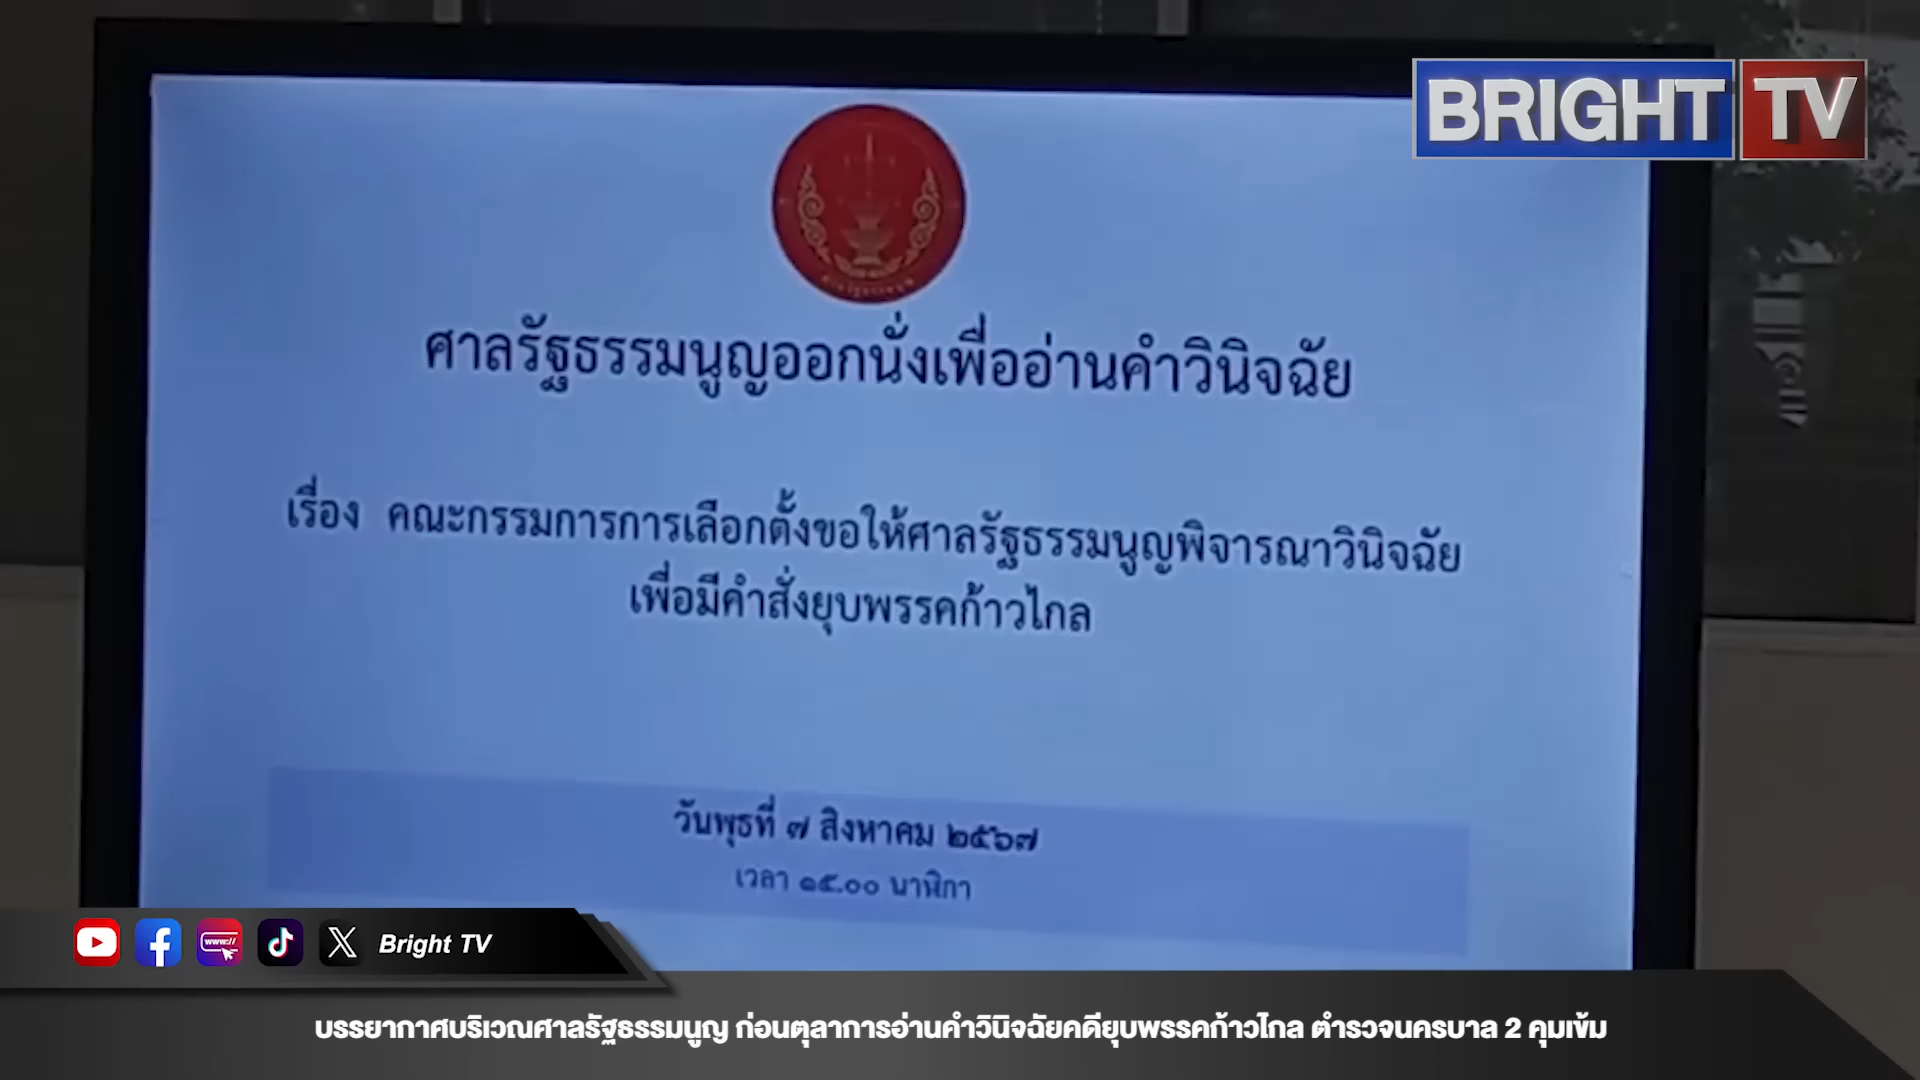 BRIGHT TV
ศาลรัฐธรรมนูญออกนั่งเพื่ออ่านคำวินิจฉัย
เรื่อง คณะกรรมการการเลือกตั้งขอให้ศาลรัฐธรรมนูญพิจารณาวินิจฉัย
เพื่อมีคำสั่งยุบพรรคก้าวไกล
วันพุธที่ ๗ สิงหาคม ๒๕๖๗
เวลา ๑๕.๐๐ นาฬิกา
www://
Bright TV
บรรยากาศบริเวณศาลรัฐธรรมนูญ ก่อนตุลาการอ่านคำวินิจฉัยคดียุบพรรคก้าวไกล ตำรวจนครบาล 2 คุมเข้ม